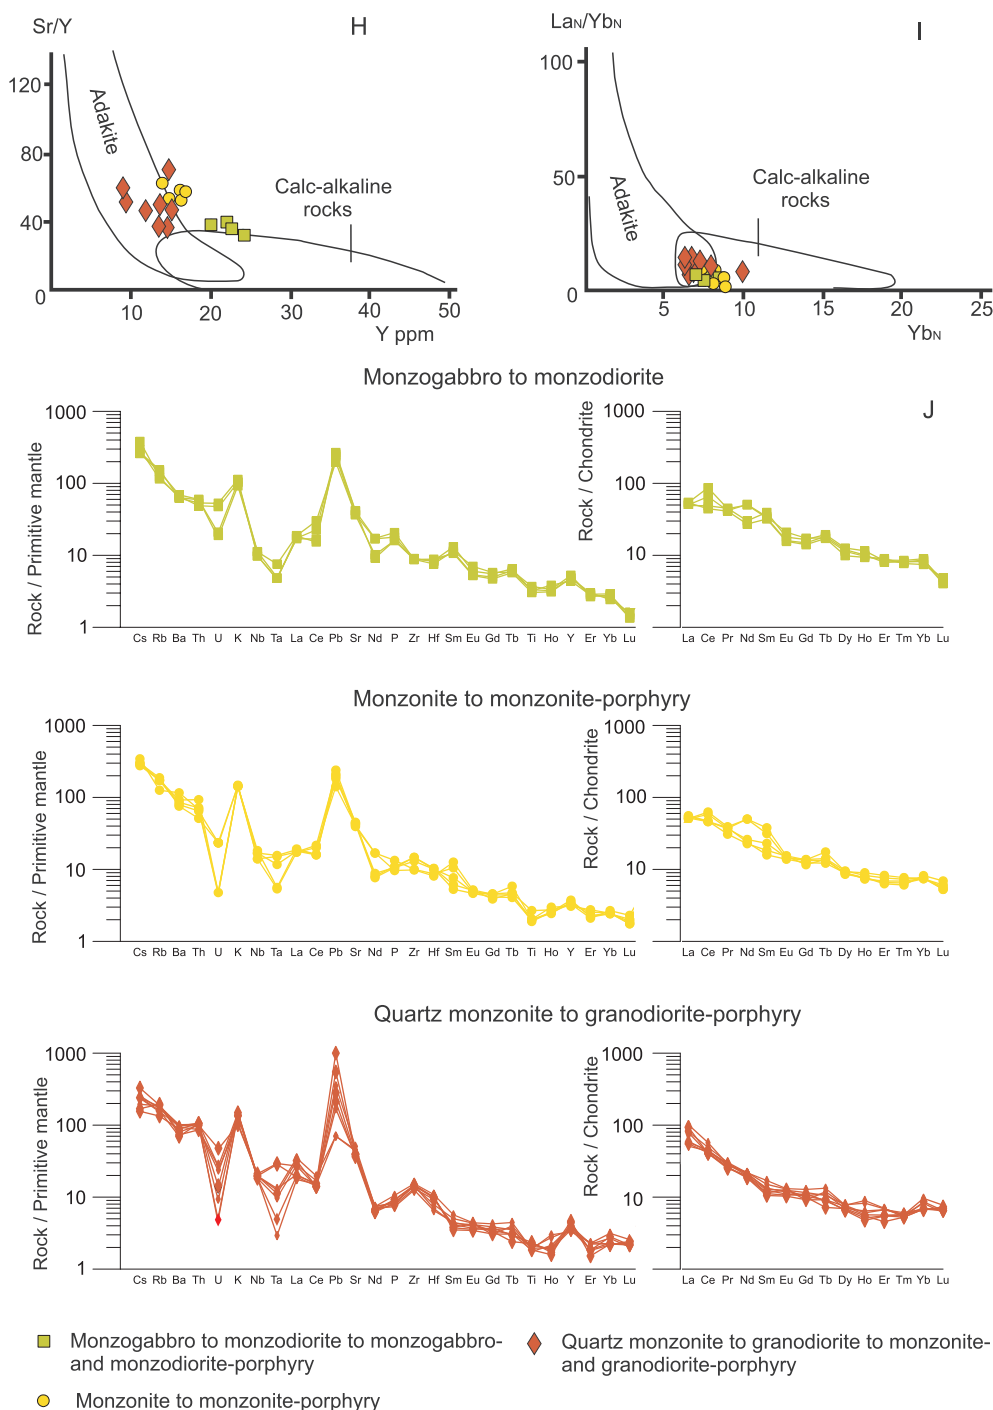 Sr/Y
H
120
80
40
0
Adakite
Calc-alkaline
rocks
10
20
30
40
50
Y ppm
LaN/YbN
I
100
50
0
Adakite
Calc-alkaline
rocks
5
10
15
20
25
YbN
Monzogabbro to monzodiorite
J
Rock / Primitive mantle
1000
100
10
1
Cs Rb Ba Th U K Nb Ta La Ce Pb Sr Nd P Zr Hf Sm Eu Gd Tb Ti Ho Y Er Yb Lu
Rock / Chondrite
1000
100
10
La Ce Pr Nd Sm Eu Gd Tb Dy Ho Er Tm Yb Lu
Monzonite to monzonite-porphyry
Rock / Primitive mantle
1000
100
10
1
Cs Rb Ba Th U K Nb Ta La Ce Pb Sr Nd P Zr Hf Sm Eu Gd Tb Ti Ho Y Er Yb Lu
Rock / Chondrite
1000
100
10
La Ce Pr Nd Sm Eu Gd Tb Dy Ho Er Tm Yb Lu
Quartz monzonite to granodiorite-porphyry
Rock / Primitive mantle
1000
100
10
1
Cs Rb Ba Th U K Nb Ta La Ce Pb Sr Nd P Zr Hf Sm Eu Gd Tb Ti Ho Y Er Yb Lu
Rock / Chondrite
1000
100
10
La Ce Pr Nd Sm Eu Gd Tb Dy Ho Er Tm Yb Lu
Monzogabbro to monzodiorite to monzogabbro-
and monzodiorite-porphyry
Quartz monzonite to granodiorite to monzonite-
and granodiorite-porphyry
Monzonite to monzonite-porphyry